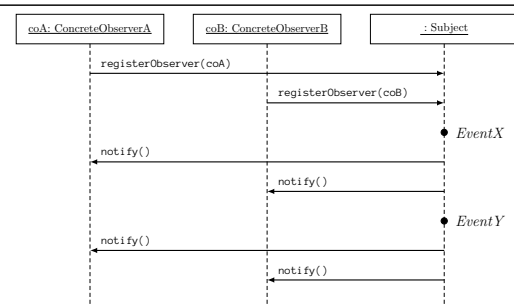 coA: ConcreteObserverA
coB: ConcreteObserverB
: Subject
registerObserver(coA)
registerObserver(coB)
EventX
notify()
notify()
EventY
notify()
notify()